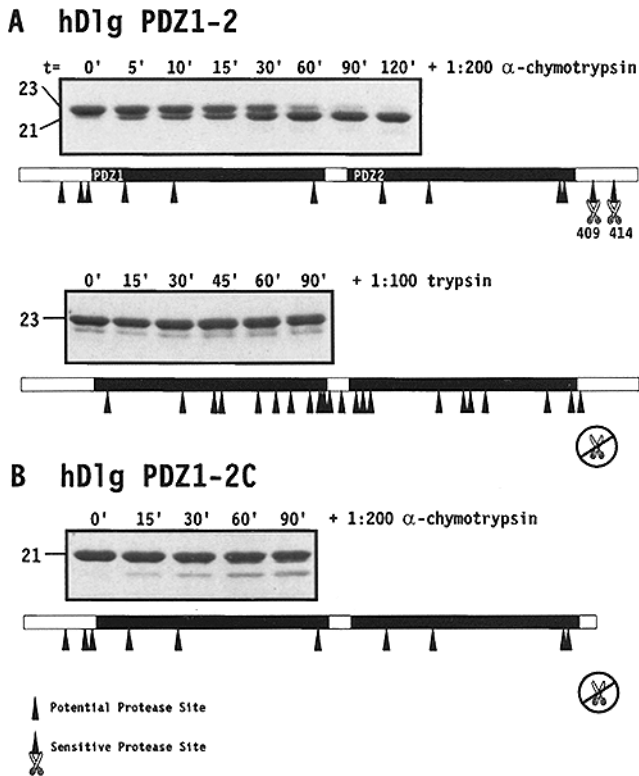 A hDlg PDZ1-2
t= 0' 5' 10' 15' 30' 60' 90' 120' + 1:200 α-chymotrypsin
23
21
PDZ1 PDZ2
409 414
0' 15' 30' 45' 60' 90' + 1:100 trypsin
23
B hDlg PDZ1-2C
0' 15' 30' 60' 90' + 1:200 α-chymotrypsin
21
Potential Protease Site
Sensitive Protease Site